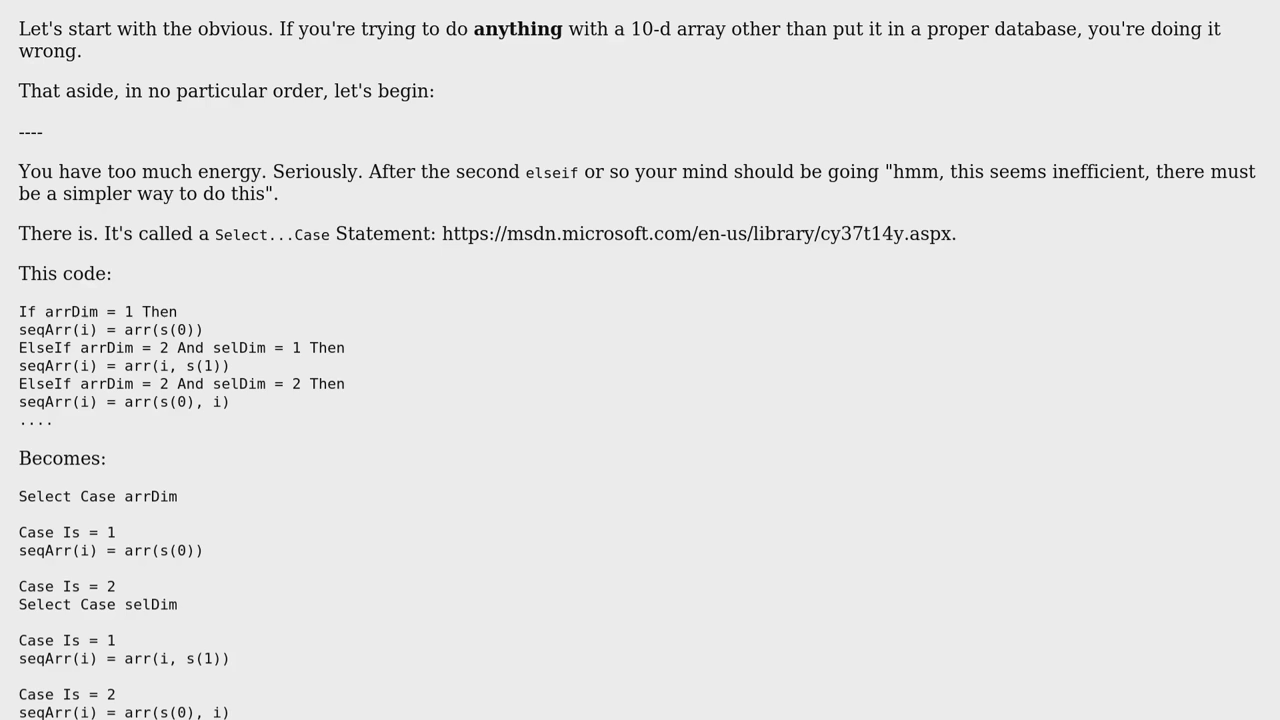 Let's start with the obvious. If you're trying to do anything with a 10-d array other than put it in a proper database, you're doing it
wrong.
That aside, in no particular order, let's begin:
----
You have too much energy. Seriously. After the second elseif or so your mind should be going "hmm, this seems inefficient, there must
be a simpler way to do this".
There is. It's called a Select...Case Statement: https://msdn.microsoft.com/en-us/library/cy37t14y.aspx.
This code:
If arrDim = 1 Then
seqArr(i) = arr(s(0))
ElseIf arrDim = 2 And selDim = 1 Then
seqArr(i) = arr(i, s(1))
ElseIf arrDim = 2 And selDim = 2 Then
seqArr(i) = arr(s(0), i)
....
Becomes:
Select Case arrDim
Case Is = 1
seqArr(i) = arr(s(0))
Case Is = 2
Select Case selDim
Case Is = 1
seqArr(i) = arr(i, s(1))
Case Is = 2
seqArr(i) = arr(s(0), i)